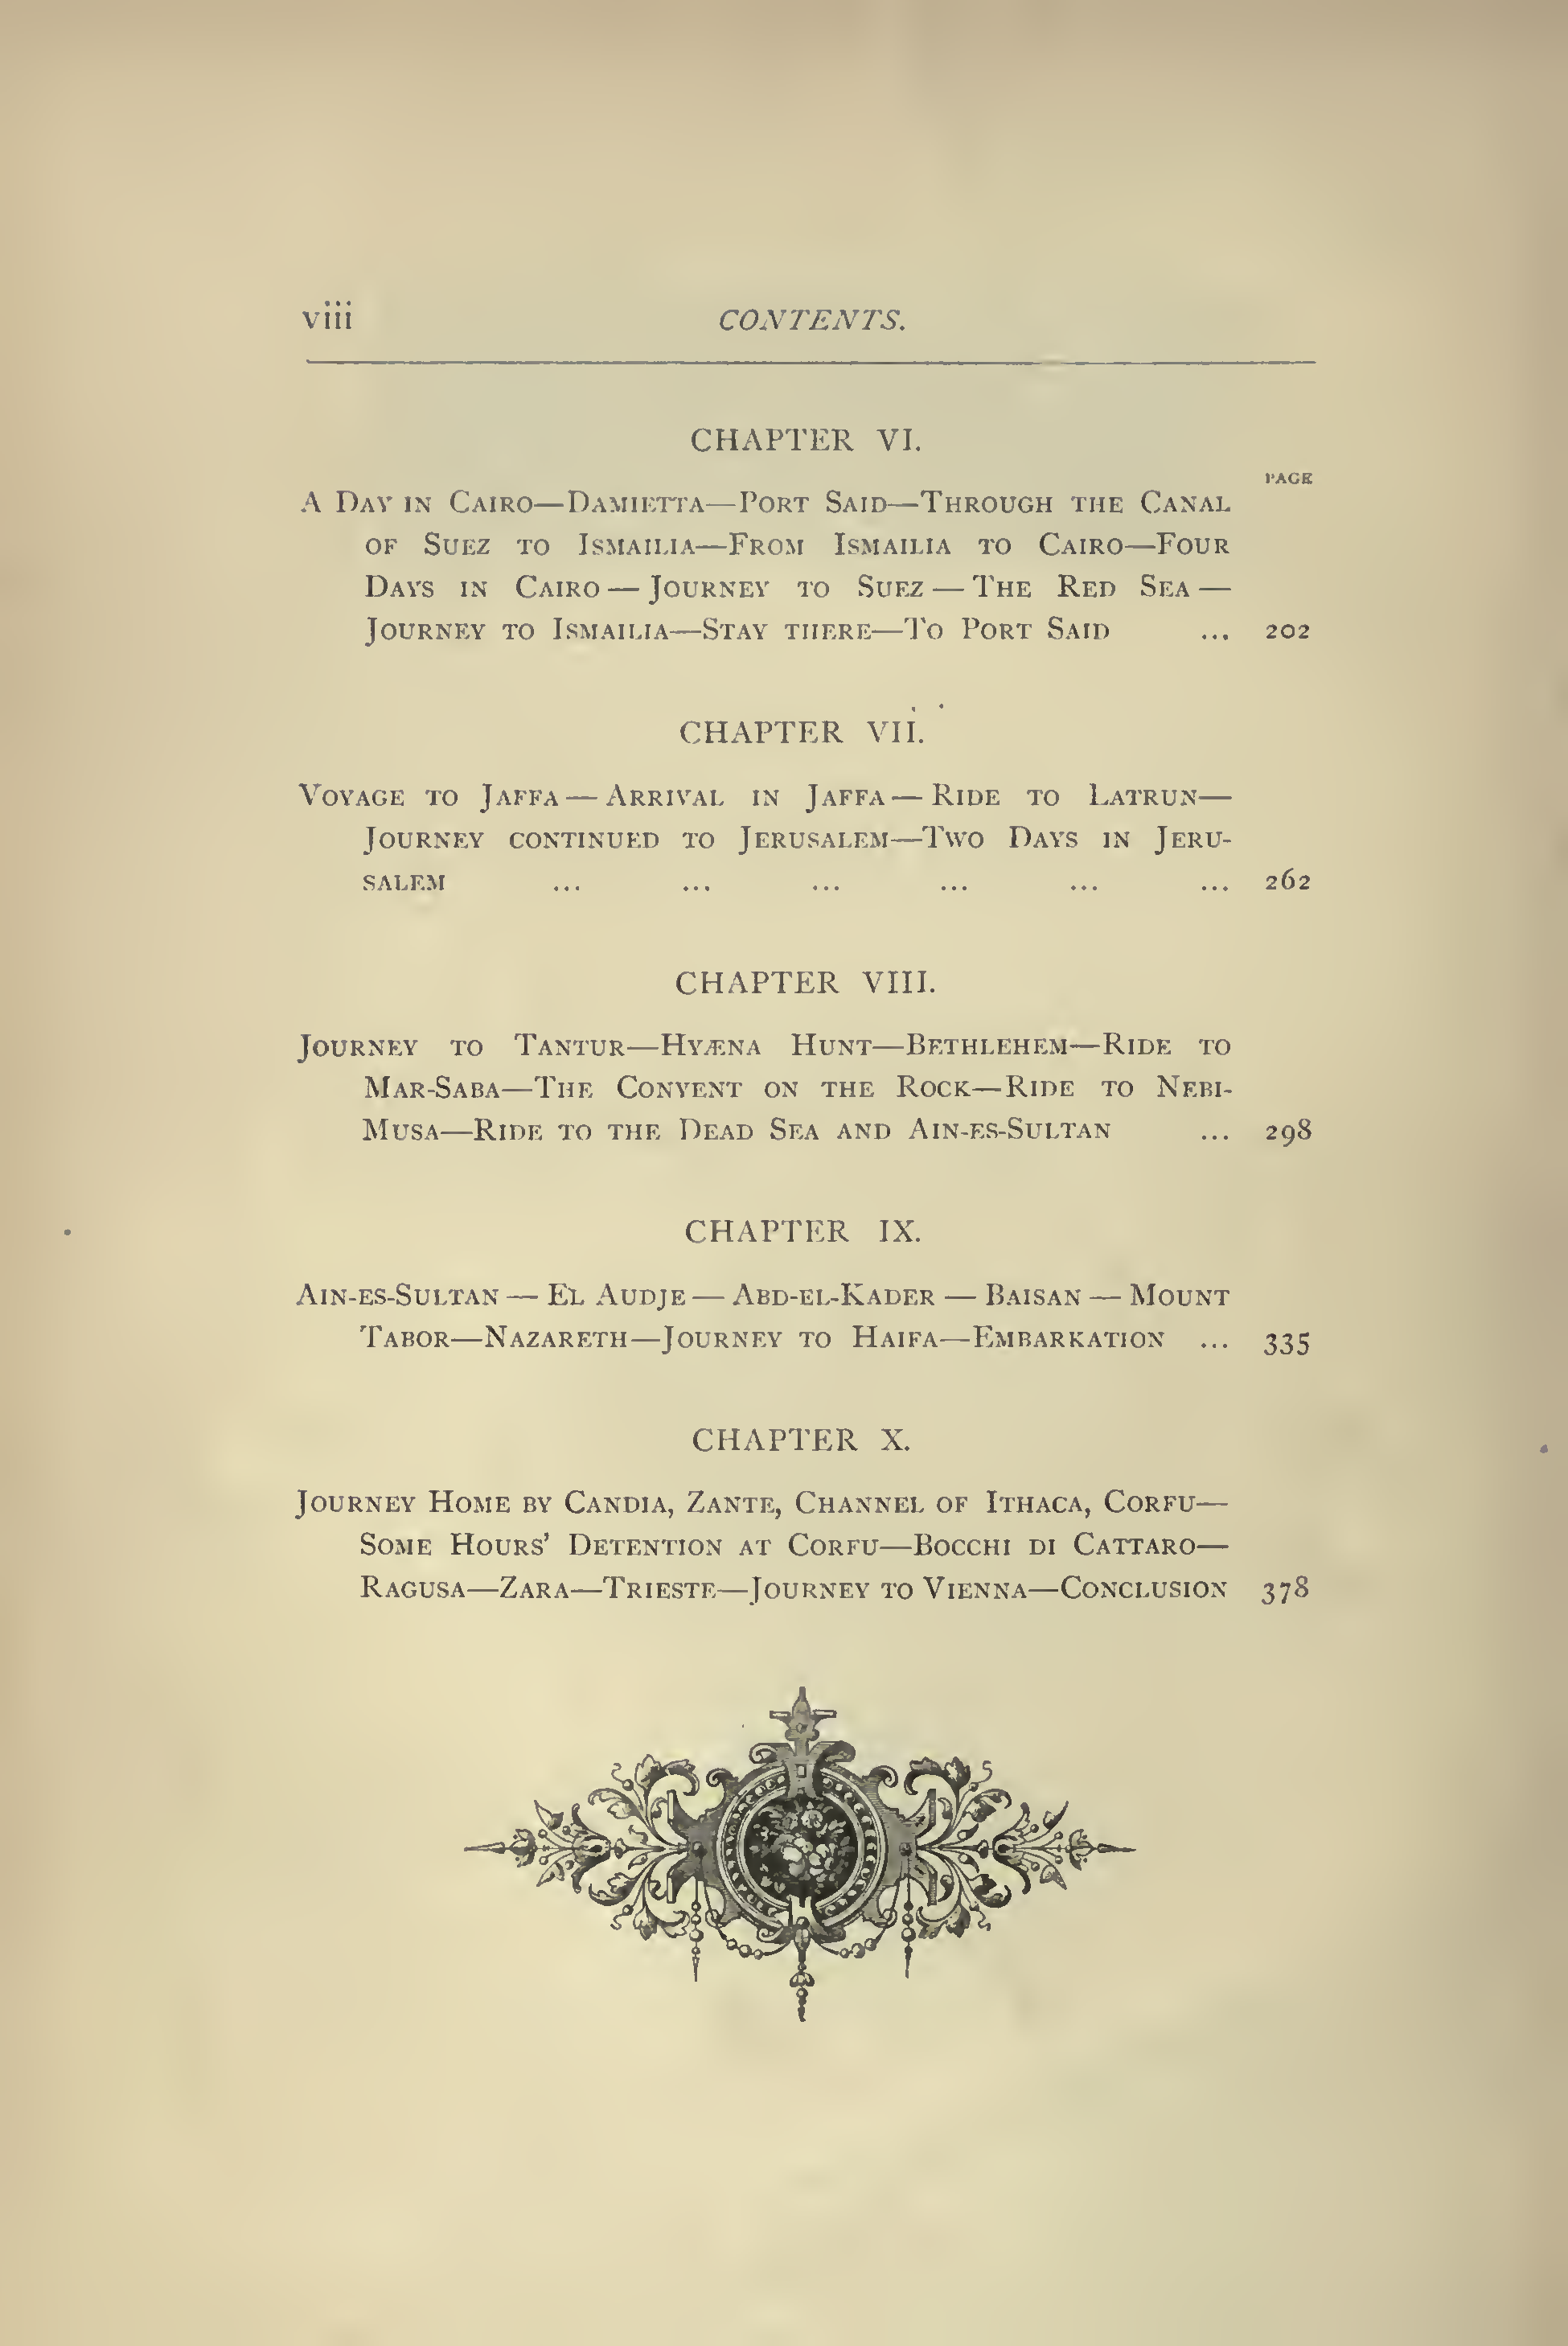 viii CONTENTS.
CHAPTER VI.
PAGE
A Day in Cairo—Damietta—Port Said—Through the Canal
of Suez to Ismailia—From Ismailia to Cairo—Four
Days in Cairo — Journey to Suez — The Red Sea —
Journey to Ismailia—Stay there—To Port Said ... 202
CHAPTER VII.
Voyage to Jaffa — Arrival in Jaffa — Ride to Latrun—
Journey continued to Jerusalem—Two Days in Jeru-
salem ... ... ... ... ... ... 262
CHAPTER VIII.
Journey to Tantur—Hyæna Hunt—Bethlehem—Ride to
Mar-Saba—The Convent on the Rock—Ride to Nebi-
Musa—Ride to the Dead Sea and Ain-es-Sultan ... 298
CHAPTER IX.
Ain-es-Sultan — El Audje — Abd-el-Kader — Baisan — Mount
Tabor—Nazareth—Journey to Haifa—Embarkation ... 335
CHAPTER X.
Journey Home by Candia, Zante, Channel of Ithaca, Corfu—
Some Hours’ Detention at Corfu—Bocchi di Cattaro—
Ragusa—Zara—Trieste—Journey to Vienna—Conclusion 378